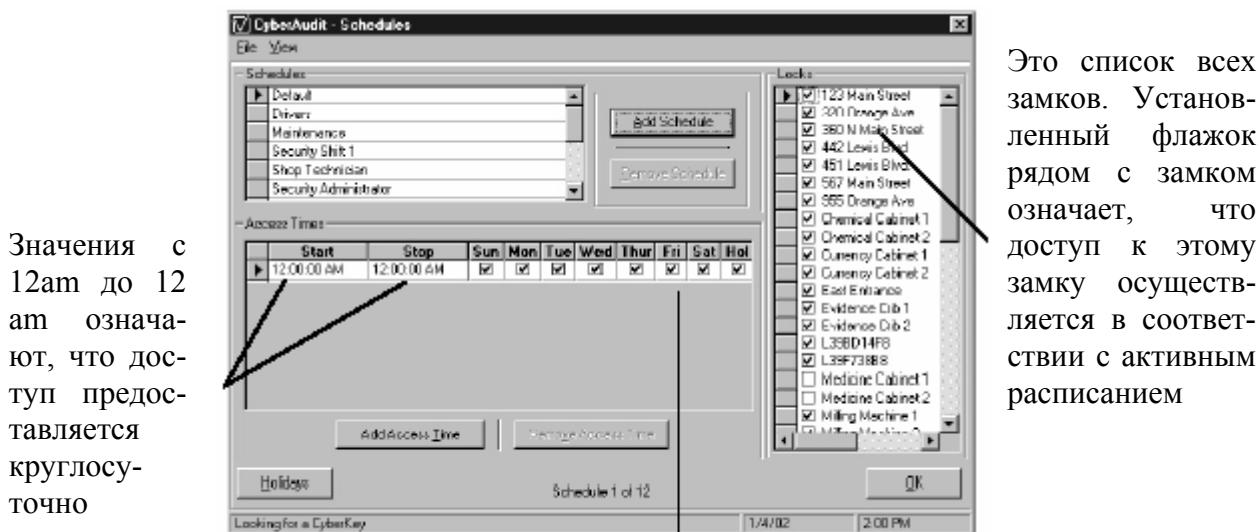 CyberAudit - Schedules
File View
Schedules
Default
Drivers
Maintenance
Security Shift 1
Shop Technician
Security Administrator
Add Schedule
Remove Schedule
Locks
123 Main Street
320 Orange Ave
360 N Main Street
442 Lewis Blvd
451 Lewis Blvd.
567 Main Street
955 Orange Ave
Chemical Cabinet 1
Chemical Cabinet 2
Currency Cabinet 1
Currency Cabinet 2
East Entrance
Evidence Crib 1
Evidence Crib 2
L39BD14F8
L39F738B8
Medicine Cabinet 1
Medicine Cabinet 2
Milling Machine 1
Access Times
Start Stop Sun Mon Tue Wed Thur Fri Sat Hol
12:00:00 AM 12:00:00 AM
Add Access Time
Remove Access Time
Holidays
Schedule 1 of 12
OK
Looking for a CyberKey
1/4/02
2:00 PM
Значения с
12am до 12
am означа-
ют, что дос-
туп предос-
тавляется
круглосу-
точно
Это список всех
замков. Установ-
ленный флажок
рядом с замком
означает, что
доступ к этому
замку осуществ-
ляется в соответ-
ствии с активным
расписанием